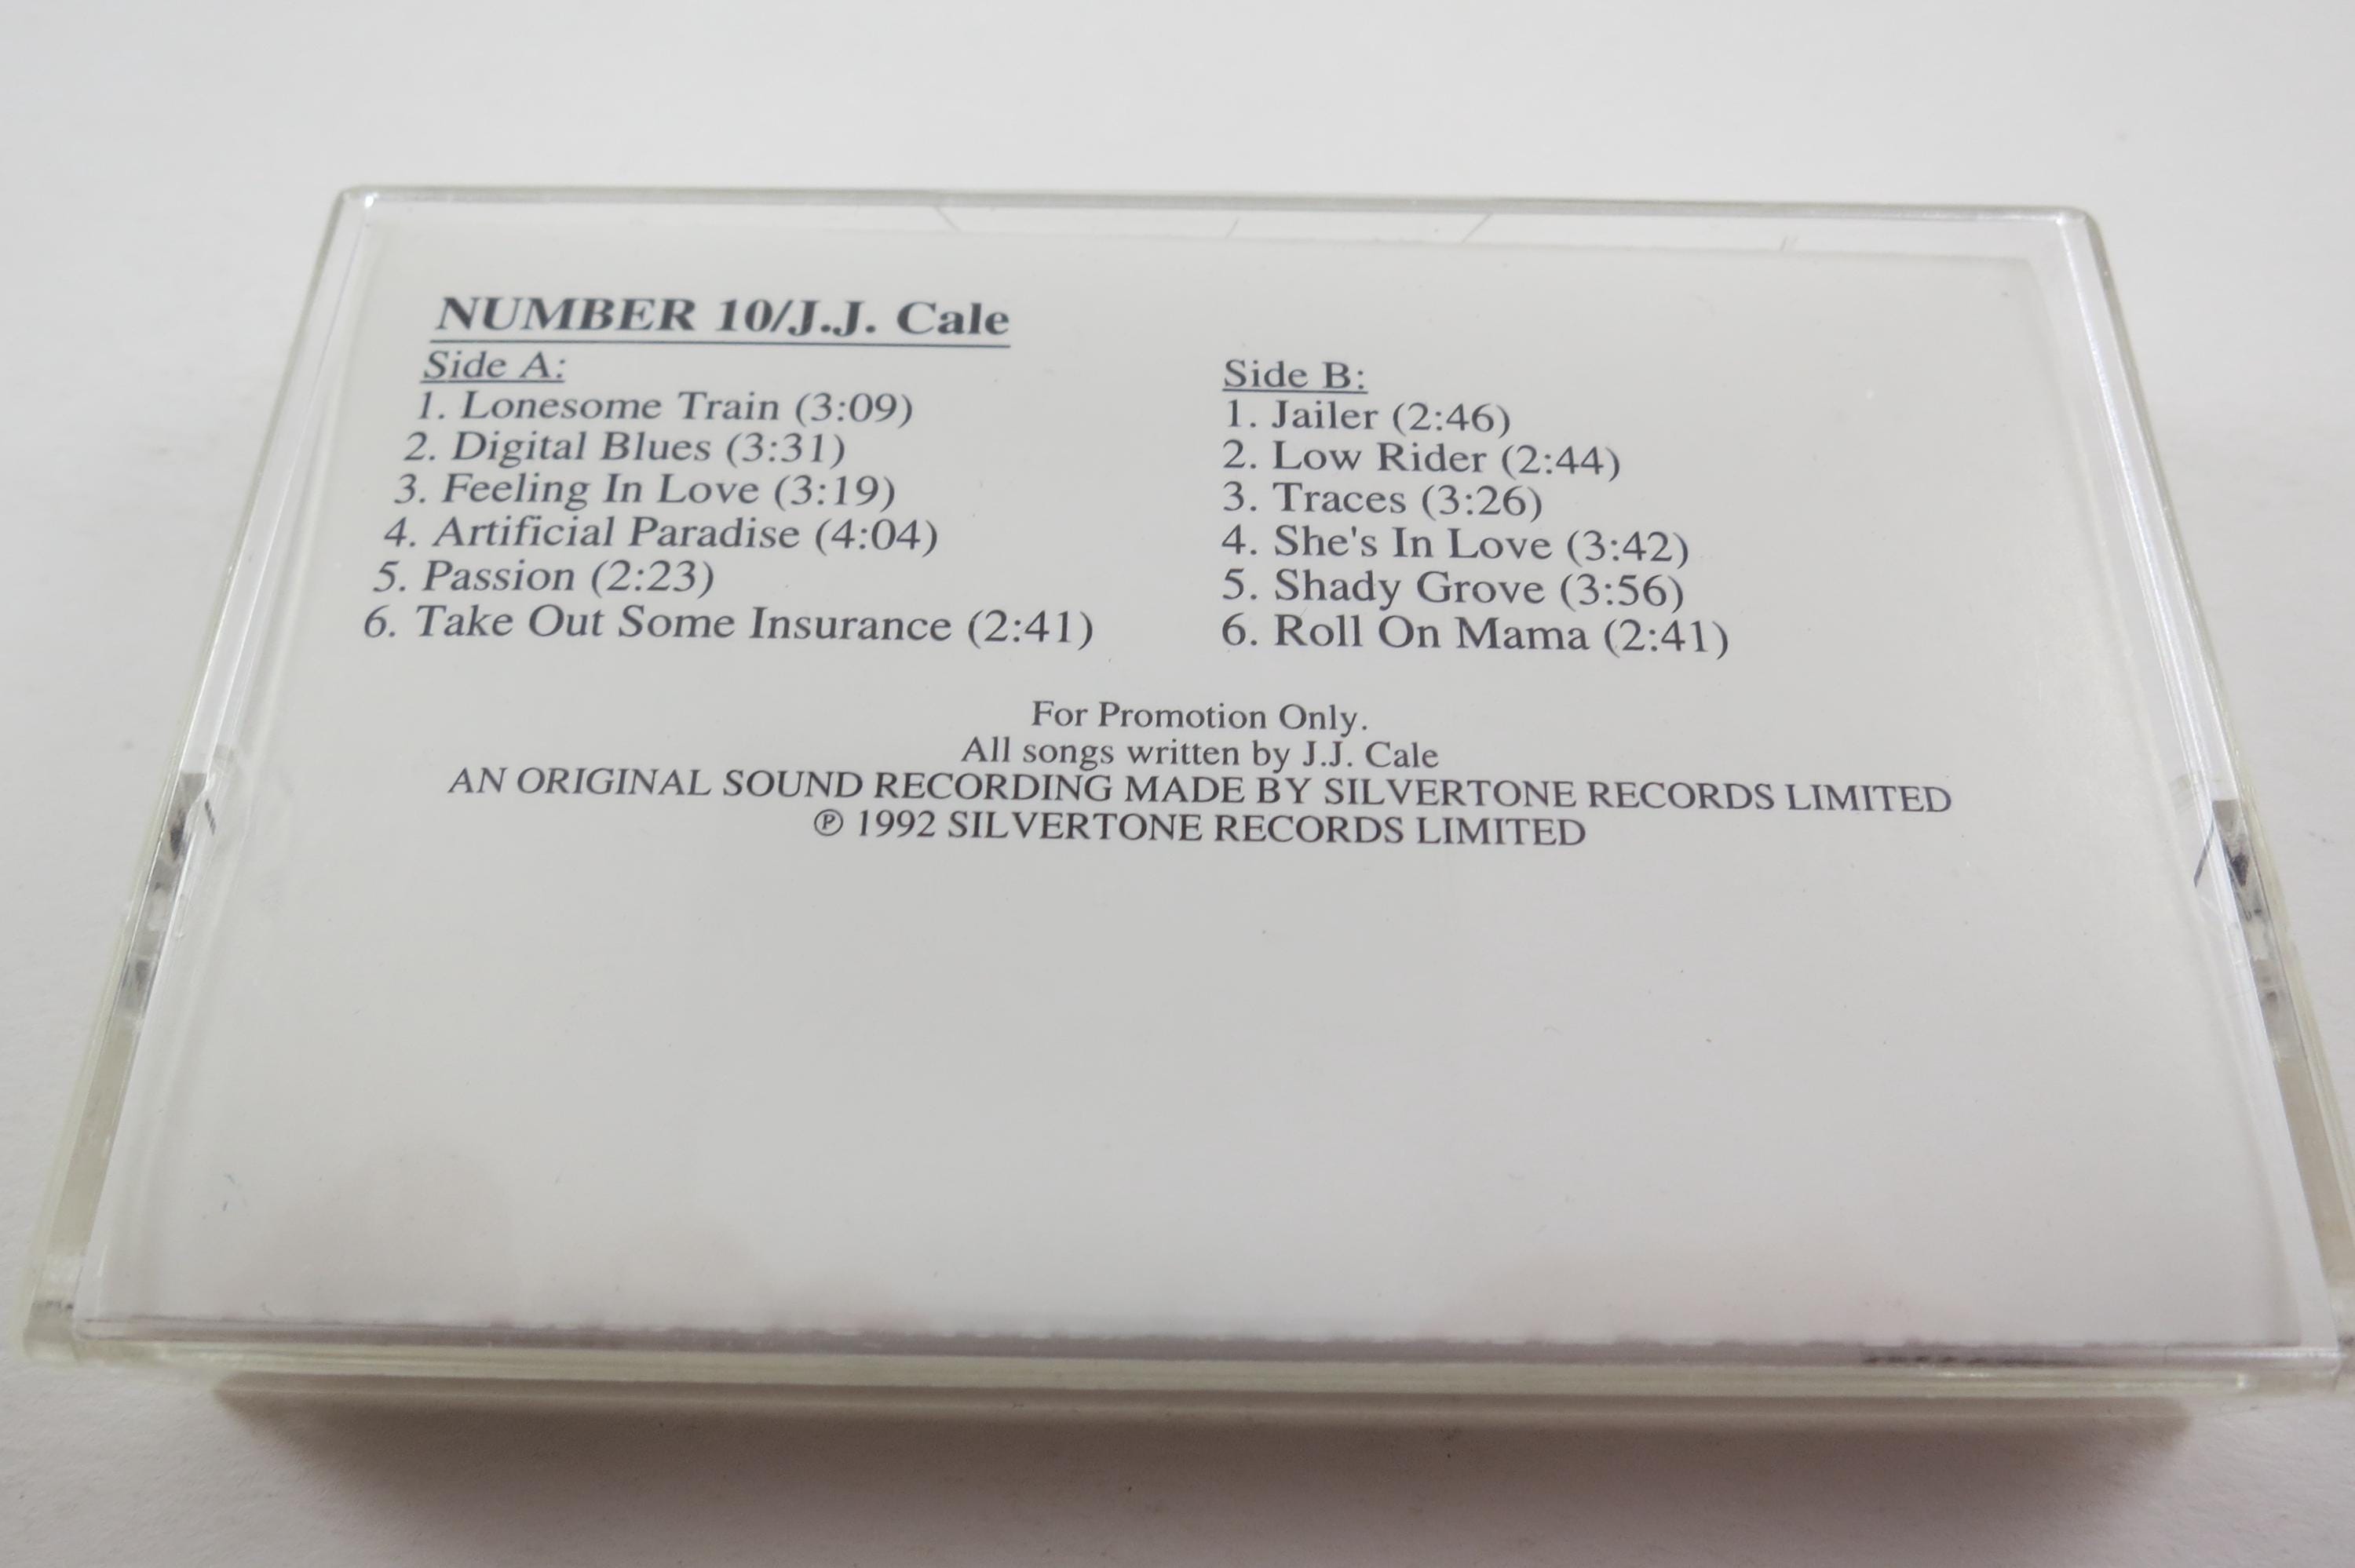 NUMBER 10/J.J. Cale
Side A:
1. Lonesome Train (3:09)
2. Digital Blues (3:31)
3. Feeling In Love (3:19)
4. Artificial Paradise (4:04)
5. Passion (2:23)
6. Take Out Some Insurance (2:41)
Side B:
1. Jailer (2:46)
2. Low Rider (2:44)
3. Traces (3:26)
4. She's In Love (3:42)
5. Shady Grove (3:56)
6. Roll On Mama (2:41)
For Promotion Only.
All songs written by J.J. Cale
AN ORIGINAL SOUND RECORDING MADE BY SILVERTONE RECORDS LIMITED
℗ 1992 SILVERTONE RECORDS LIMITED